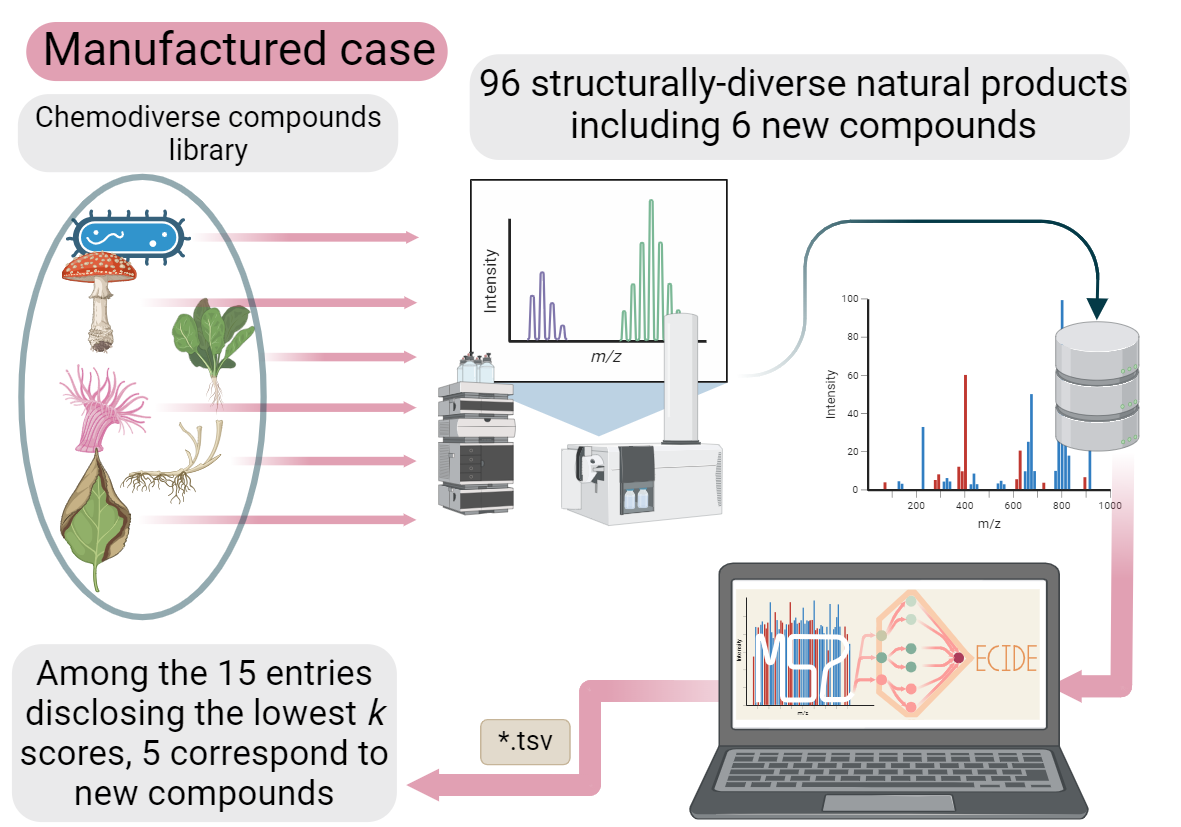 Manufactured case
Chemodiverse compounds
library
96 structurally-diverse natural products
including 6 new compounds
Intensity
m/z
100
80
60
40
20
0
Intensity
200 400 600 800 1000
m/z
Intensity
MS2
ECIDE
m/z
*.tsv
Among the 15 entries
disclosing the lowest k
scores, 5 correspond to
new compounds